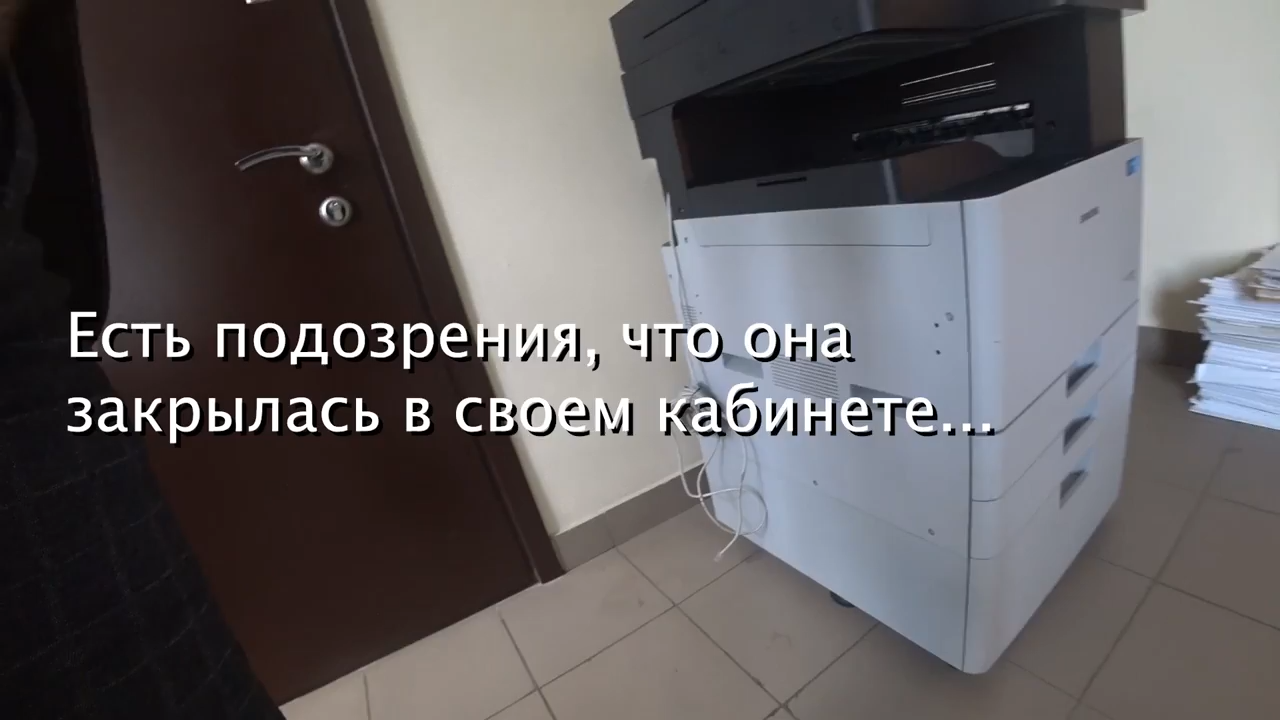 Есть подозрения, что она
закрылась в своем кабинете...